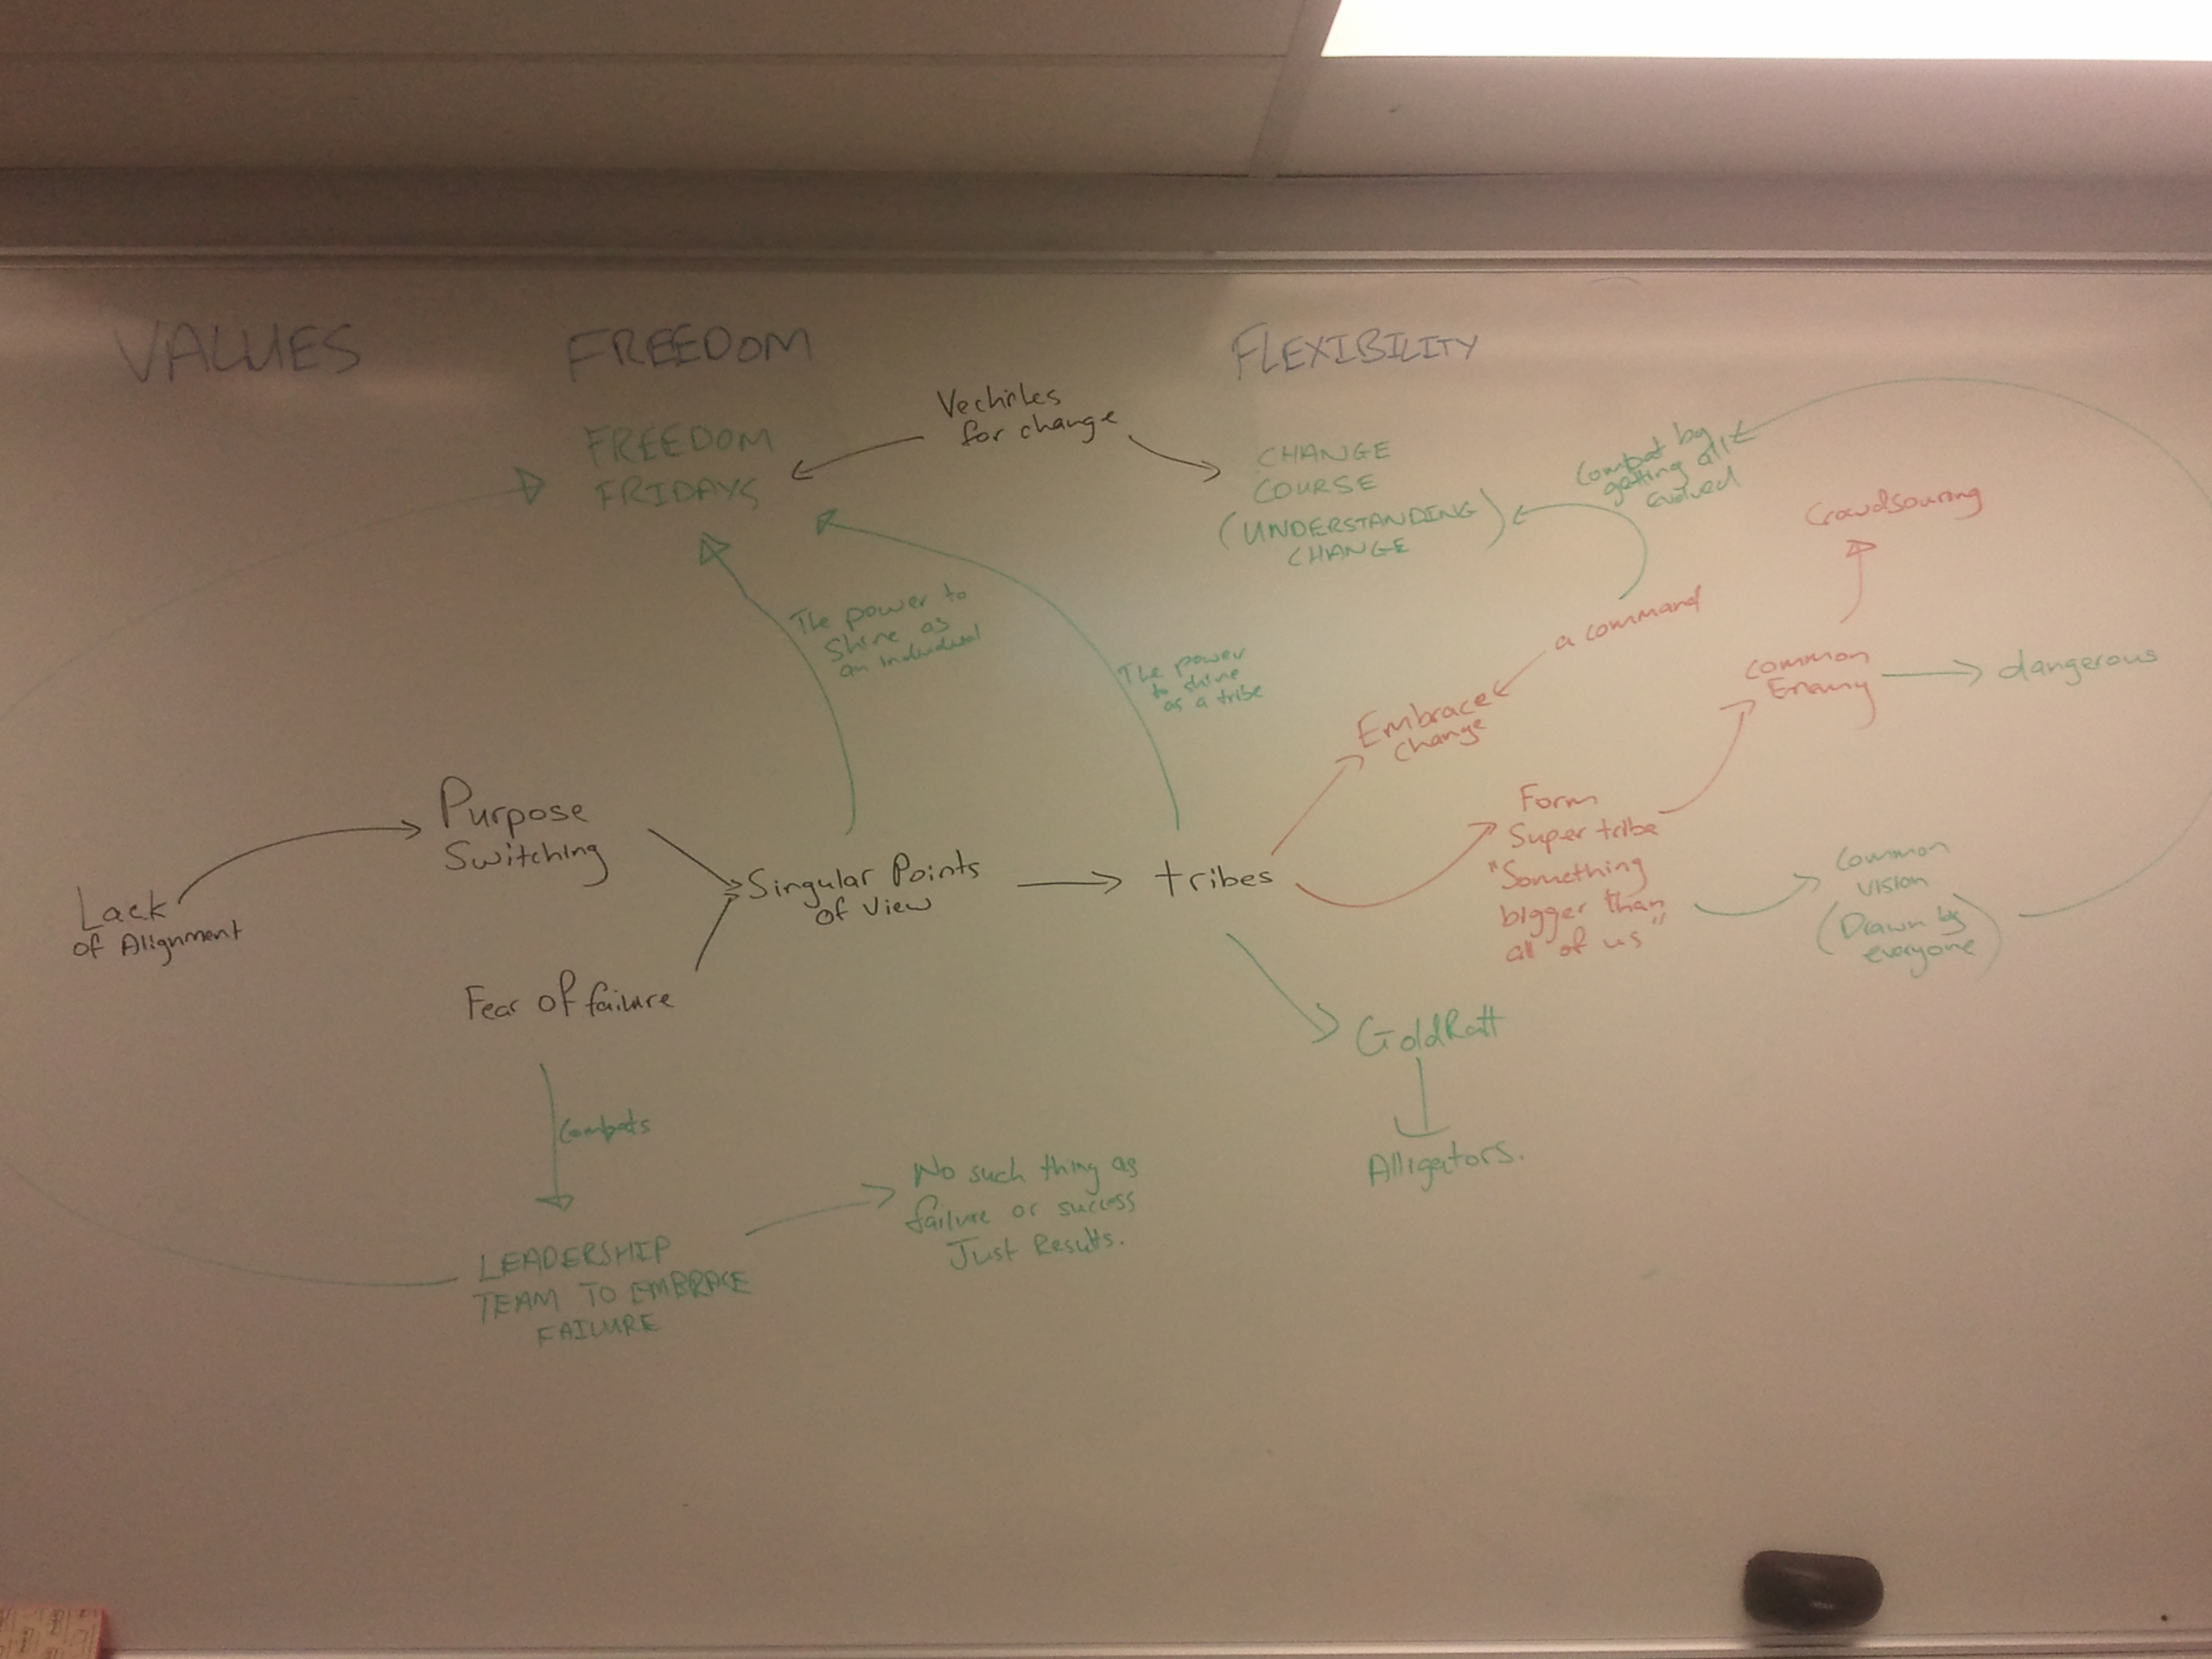 VALUES
FREEDOM
FLEXIBILITY
Vechicles
for change
FREEDOM
FRIDAYS
CHANGE
COURSE
(UNDERSTANDING)
CHANGE
Combat by
getting all
evolved
Crowdsouring
The power to
shine as
an individual
The power
to shine
as a tribe
a command
Embrace
change
Common
Enemy
dangerous
Purpose
Switching
Lack
of Alignment
Singular Points
of View
tribes
Form
Super tribe
"Something
bigger than
all of us"
Common
vision
(Drawn by
everyone)
Fear of failure
GoldRatt
Alligators.
Combats
No such thing as
failure or success
Just Results.
LEADERSHIP
TEAM TO EMBRACE
FAILURE